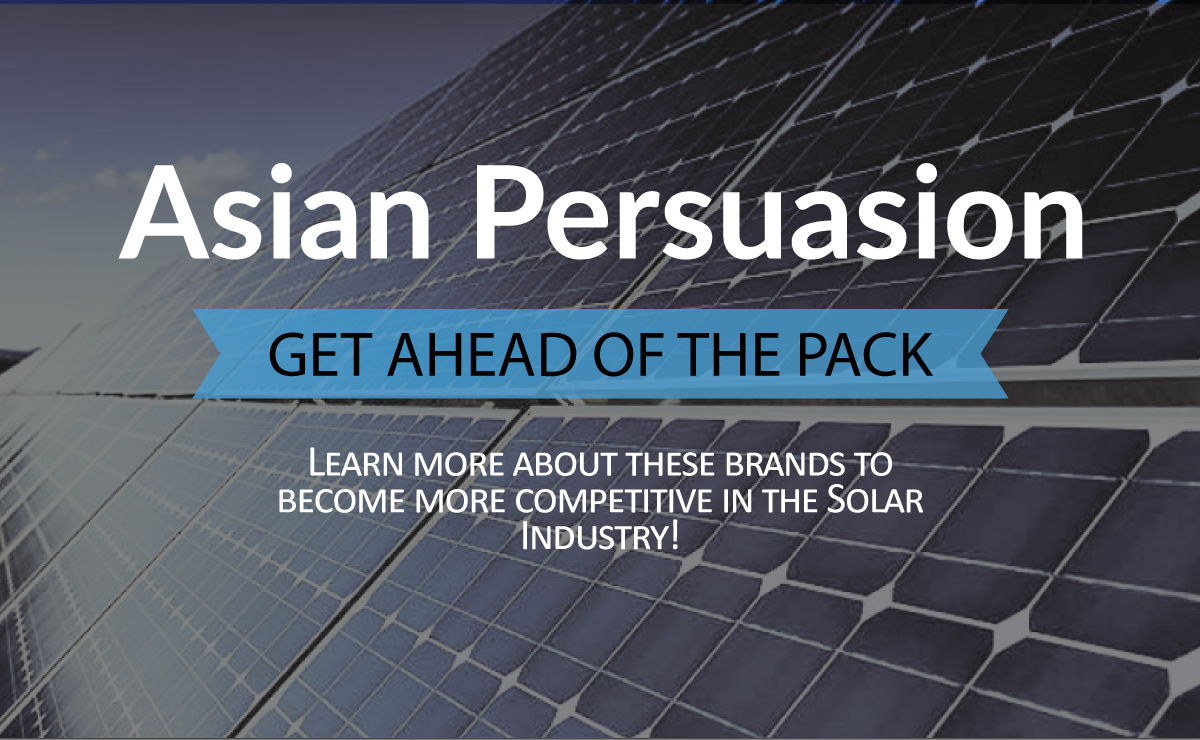 Asian Persuasion
GET AHEAD OF THE PACK
LEARN MORE ABOUT THESE BRANDS TO
BECOME MORE COMPETITIVE IN THE SOLAR
INDUSTRY!